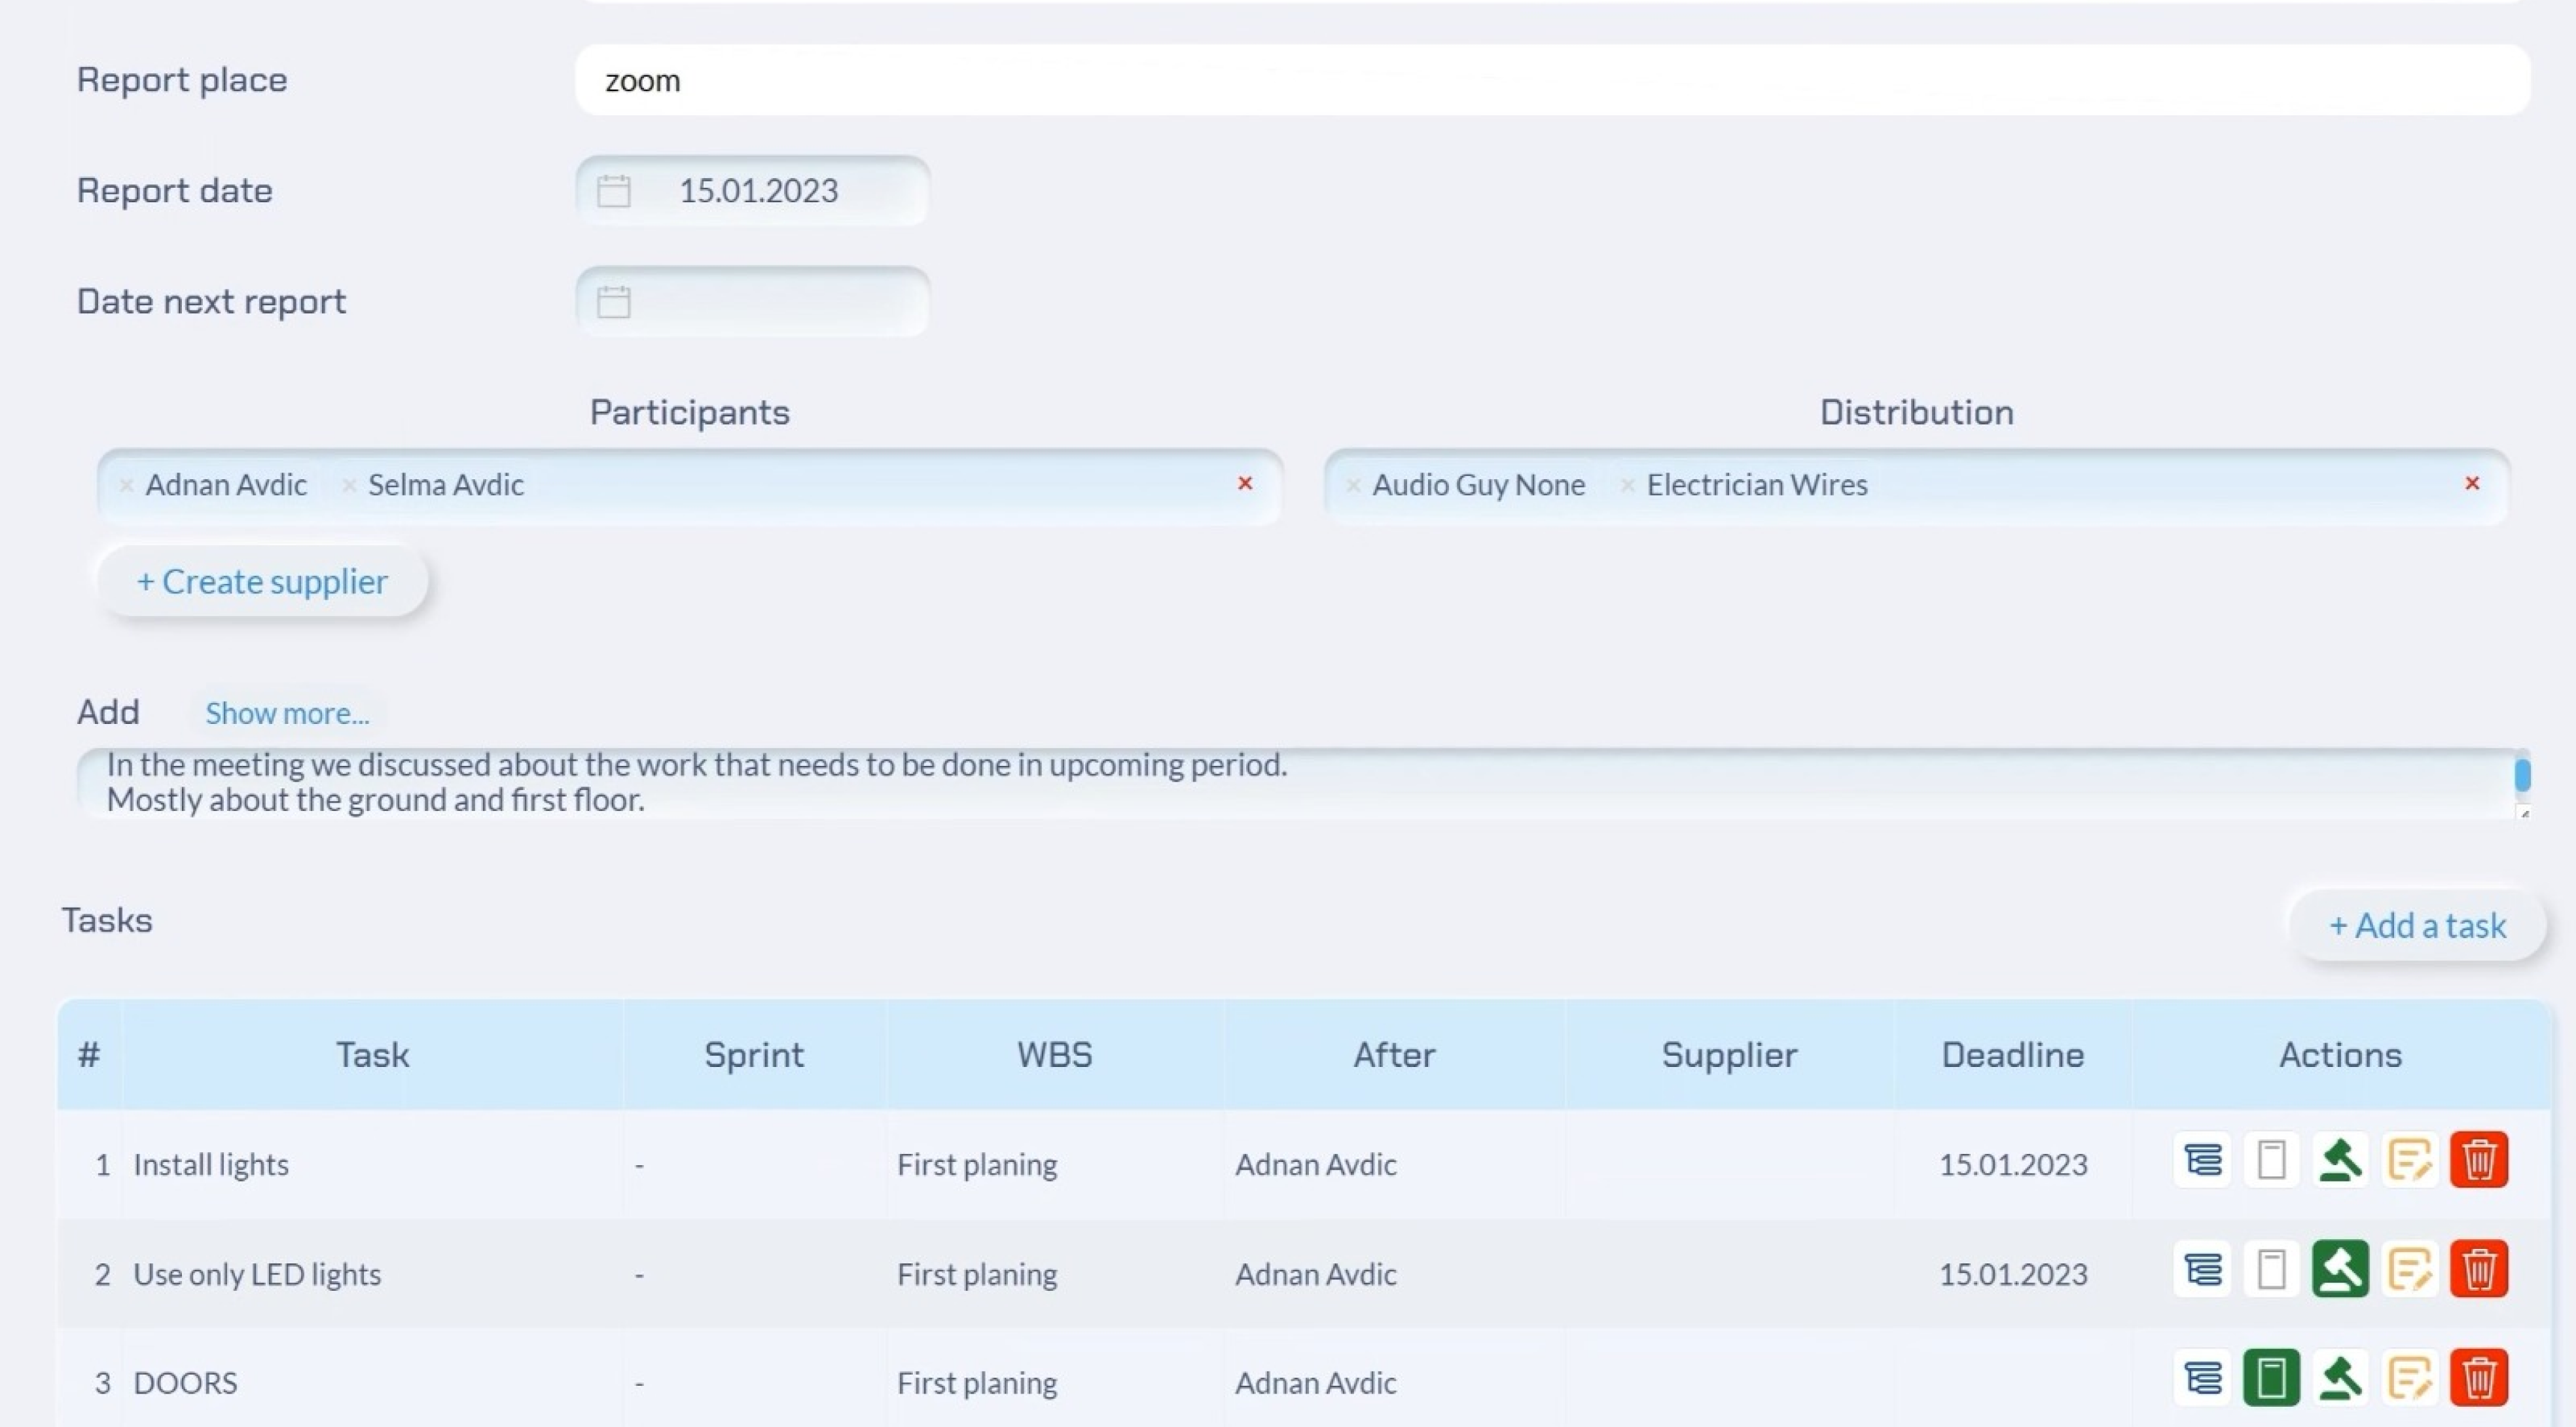 Report place
zoom
Report date
15.01.2023
Date next report
Participants
Distribution
× Adnan Avdic × Selma Avdic ×
× Audio Guy None × Electrician Wires ×
+ Create supplier
Add Show more...
In the meeting we discussed about the work that needs to be done in upcoming period.
Mostly about the ground and first floor.
Tasks
+ Add a task
# Task Sprint WBS After Supplier Deadline Actions
1 Install lights - First planing Adnan Avdic 15.01.2023
2 Use only LED lights - First planing Adnan Avdic 15.01.2023
3 DOORS - First planing Adnan Avdic